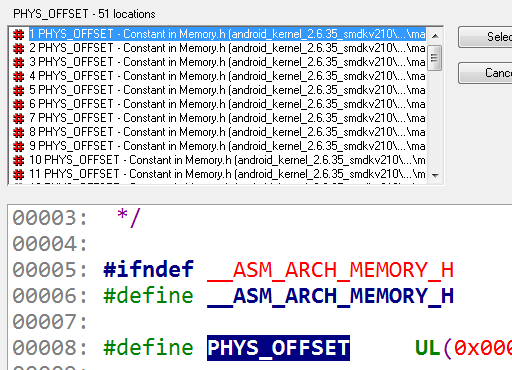 PHYS_OFFSET - 51 locations
1 PHYS_OFFSET - Constant in Memory.h (android_kernel_2.6.35_smdkv210\...\ma
2 PHYS_OFFSET - Constant in Memory.h (android_kernel_2.6.35_smdkv210\...\ma
3 PHYS_OFFSET - Constant in Memory.h (android_kernel_2.6.35_smdkv210\...\ma
4 PHYS_OFFSET - Constant in Memory.h (android_kernel_2.6.35_smdkv210\...\ma
5 PHYS_OFFSET - Constant in Memory.h (android_kernel_2.6.35_smdkv210\...\ma
6 PHYS_OFFSET - Constant in Memory.h (android_kernel_2.6.35_smdkv210\...\ma
7 PHYS_OFFSET - Constant in Memory.h (android_kernel_2.6.35_smdkv210\...\ma
8 PHYS_OFFSET - Constant in Memory.h (android_kernel_2.6.35_smdkv210\...\ma
9 PHYS_OFFSET - Constant in Memory.h (android_kernel_2.6.35_smdkv210\...\ma
10 PHYS_OFFSET - Constant in Memory.h (android_kernel_2.6.35_smdkv210\...\ma
11 PHYS_OFFSET - Constant in Memory.h (android_kernel_2.6.35_smdkv210\...\ma
Selec
Cance
00003: */
00004:
00005: #ifndef __ASM_ARCH_MEMORY_H
00006: #define __ASM_ARCH_MEMORY_H
00007:
00008: #define PHYS_OFFSET UL(0x000